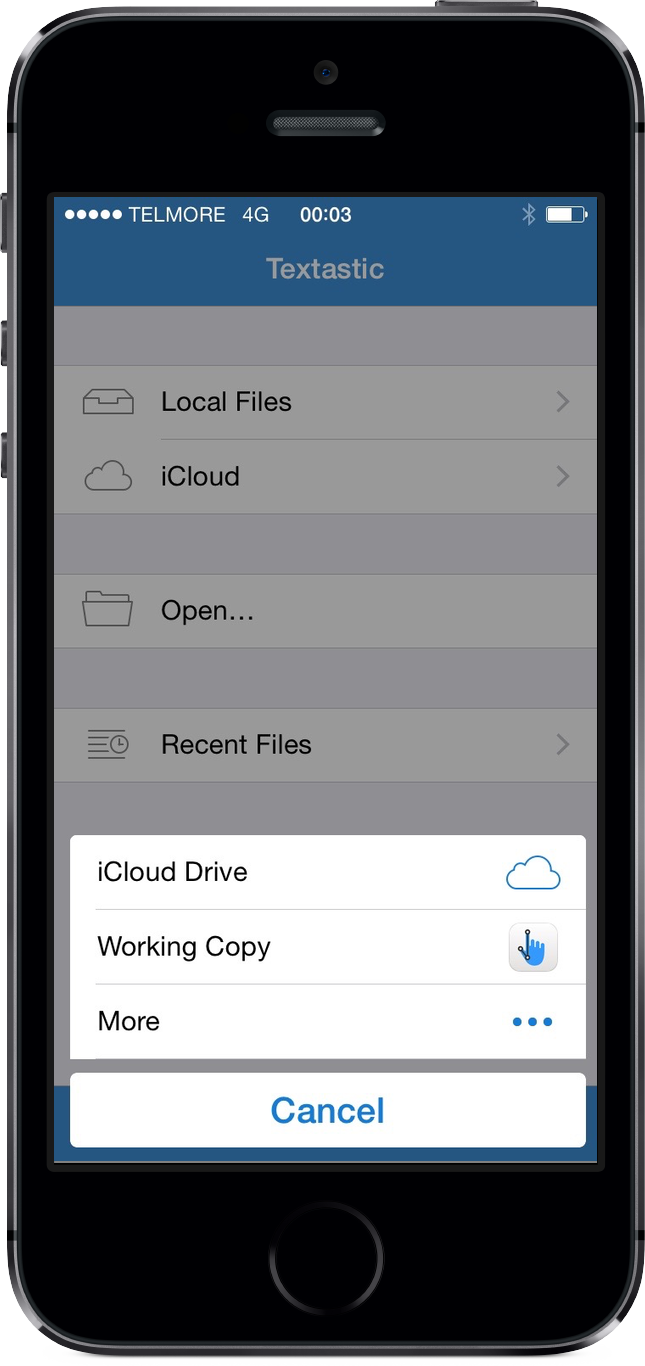 TELMORE 4G 00:03
Textastic
Local Files
iCloud
Open...
Recent Files
iCloud Drive
Working Copy
More
Cancel